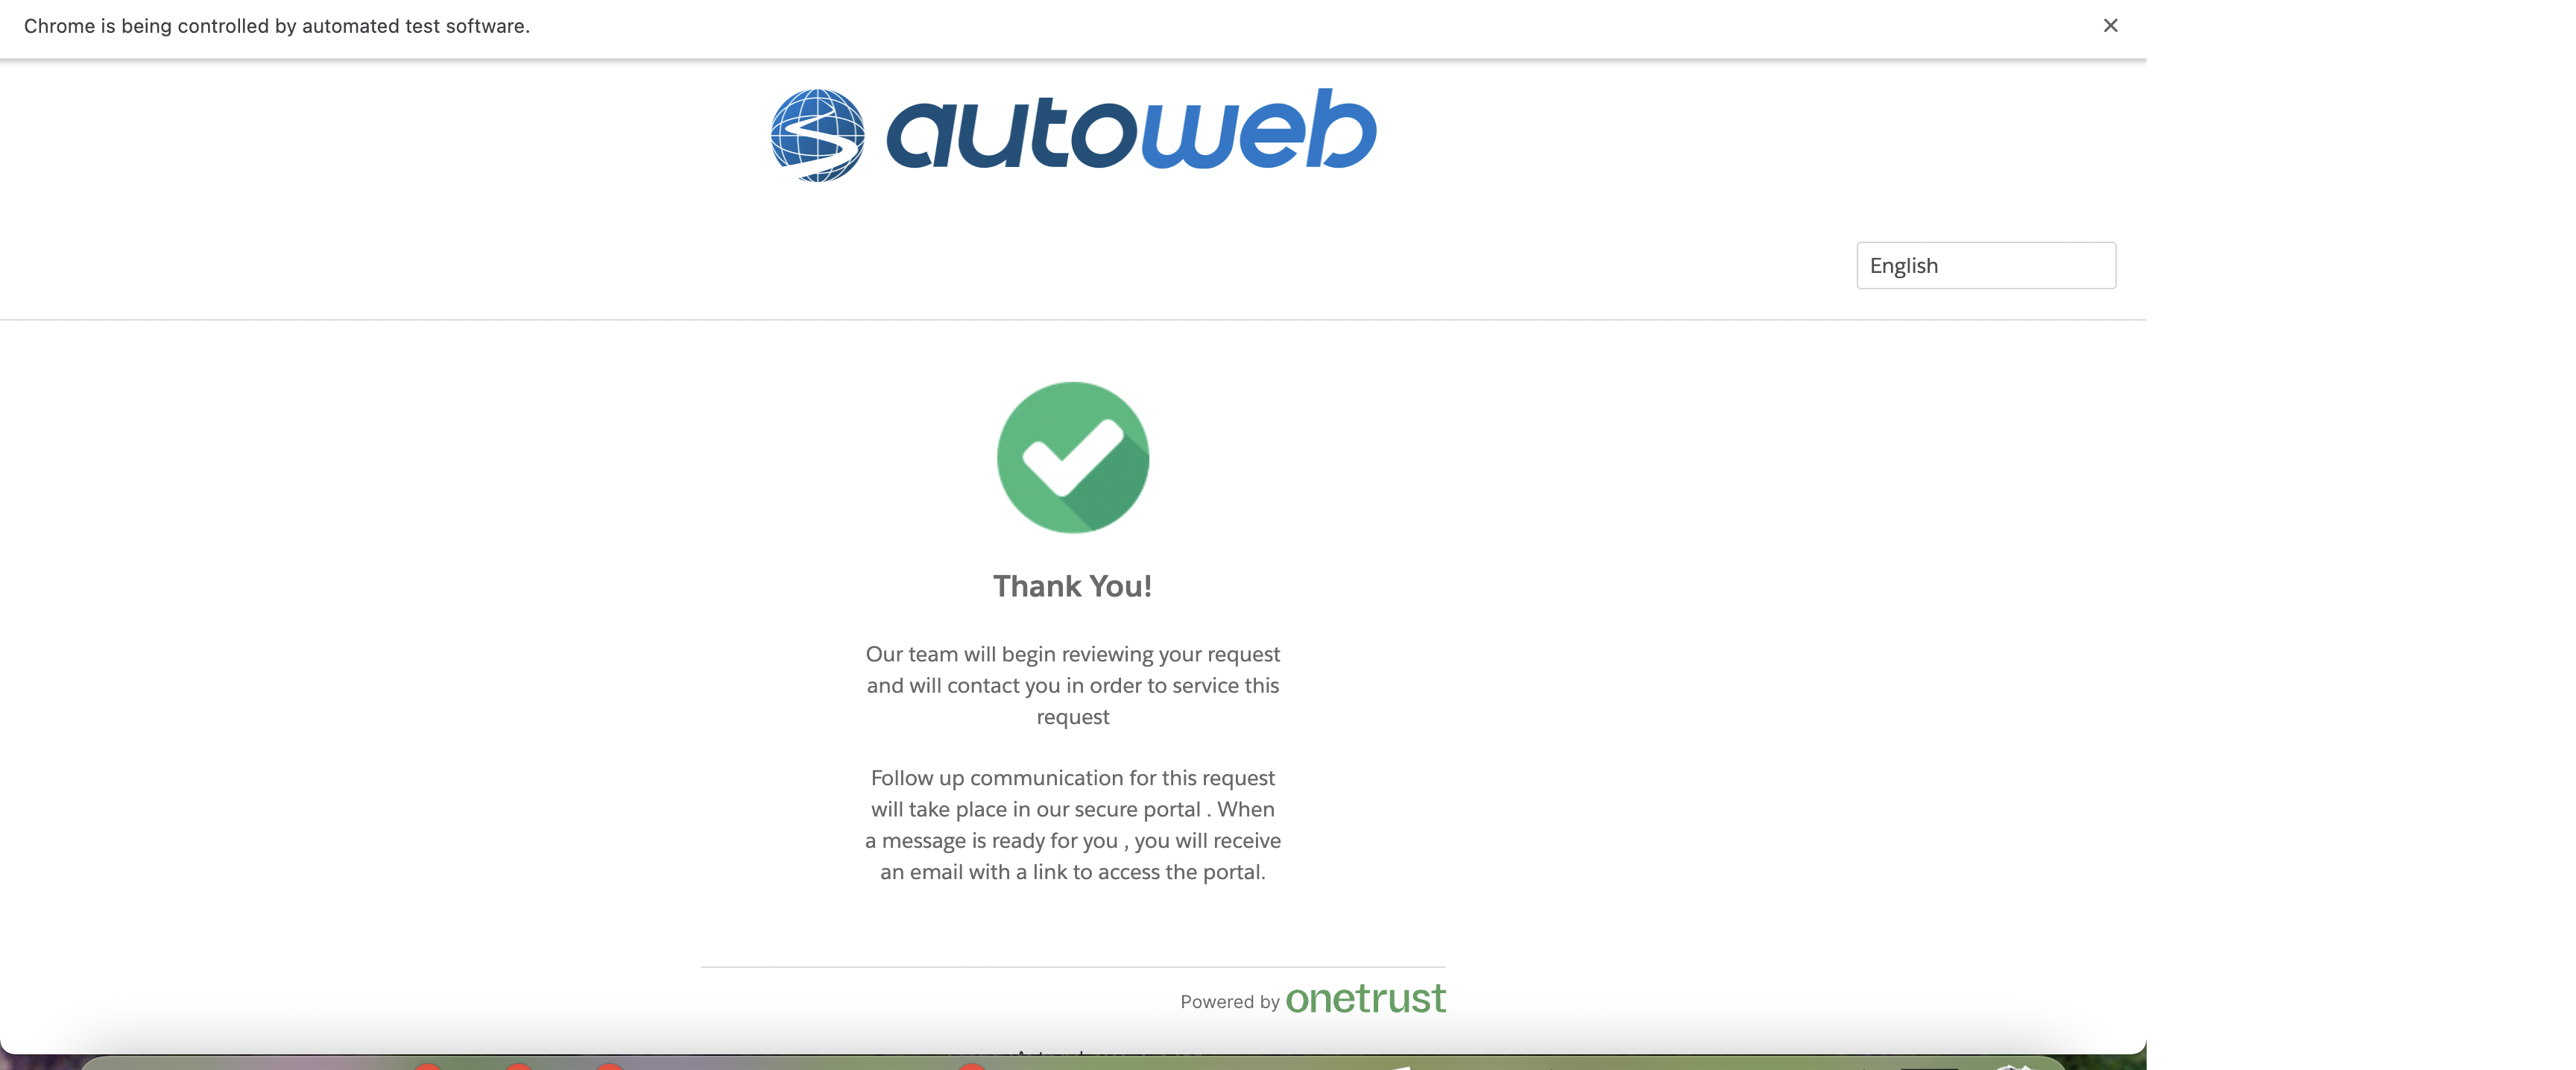 Chrome is being controlled by automated test software.
autoweb
English
Thank You!
Our team will begin reviewing your request
and will contact you in order to service this
request
Follow up communication for this request
will take place in our secure portal . When
a message is ready for you , you will receive
an email with a link to access the portal.
Powered by onetrust